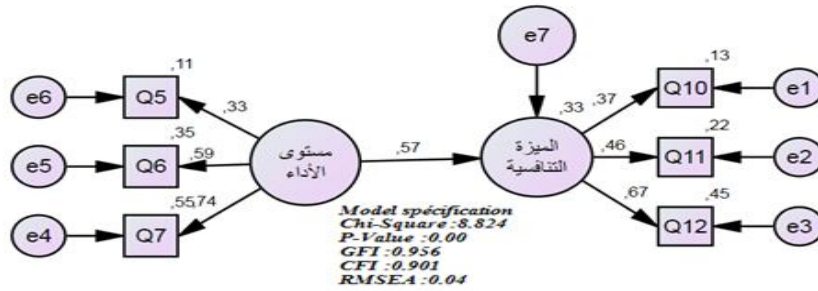 e7
,11
,13
e6
Q5
,33
,33
,37
Q10
e1
,35
,22
e5
Q6
,59
مستوى
الأداء
,57
الميزة
التنافسية
,46
Q11
e2
,55
,74
,67
,45
e4
Q7
Q12
e3
Model spécification
Chi-Square :8.824
P-Value :0.00
GFI :0.956
CFI :0.901
RMSEA :0.04